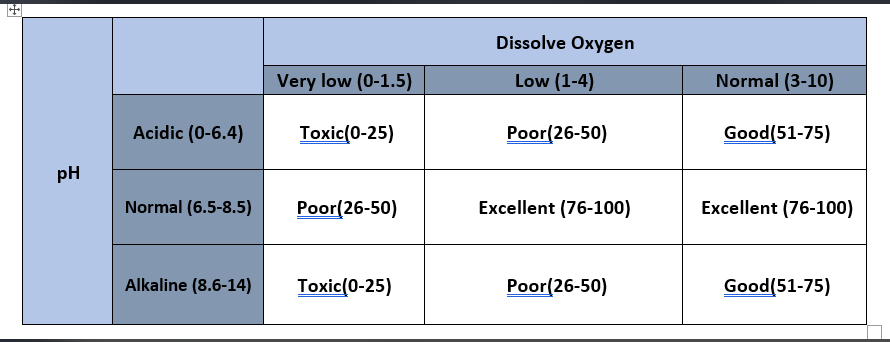 Dissolve Oxygen
Very low (0-1.5)
Low (1-4)
Normal (3-10)
pH
Acidic (0-6.4)
Toxic(0-25)
Poor(26-50)
Good(51-75)
Normal (6.5-8.5)
Poor(26-50)
Excellent (76-100)
Excellent (76-100)
Alkaline (8.6-14)
Toxic(0-25)
Poor(26-50)
Good(51-75)